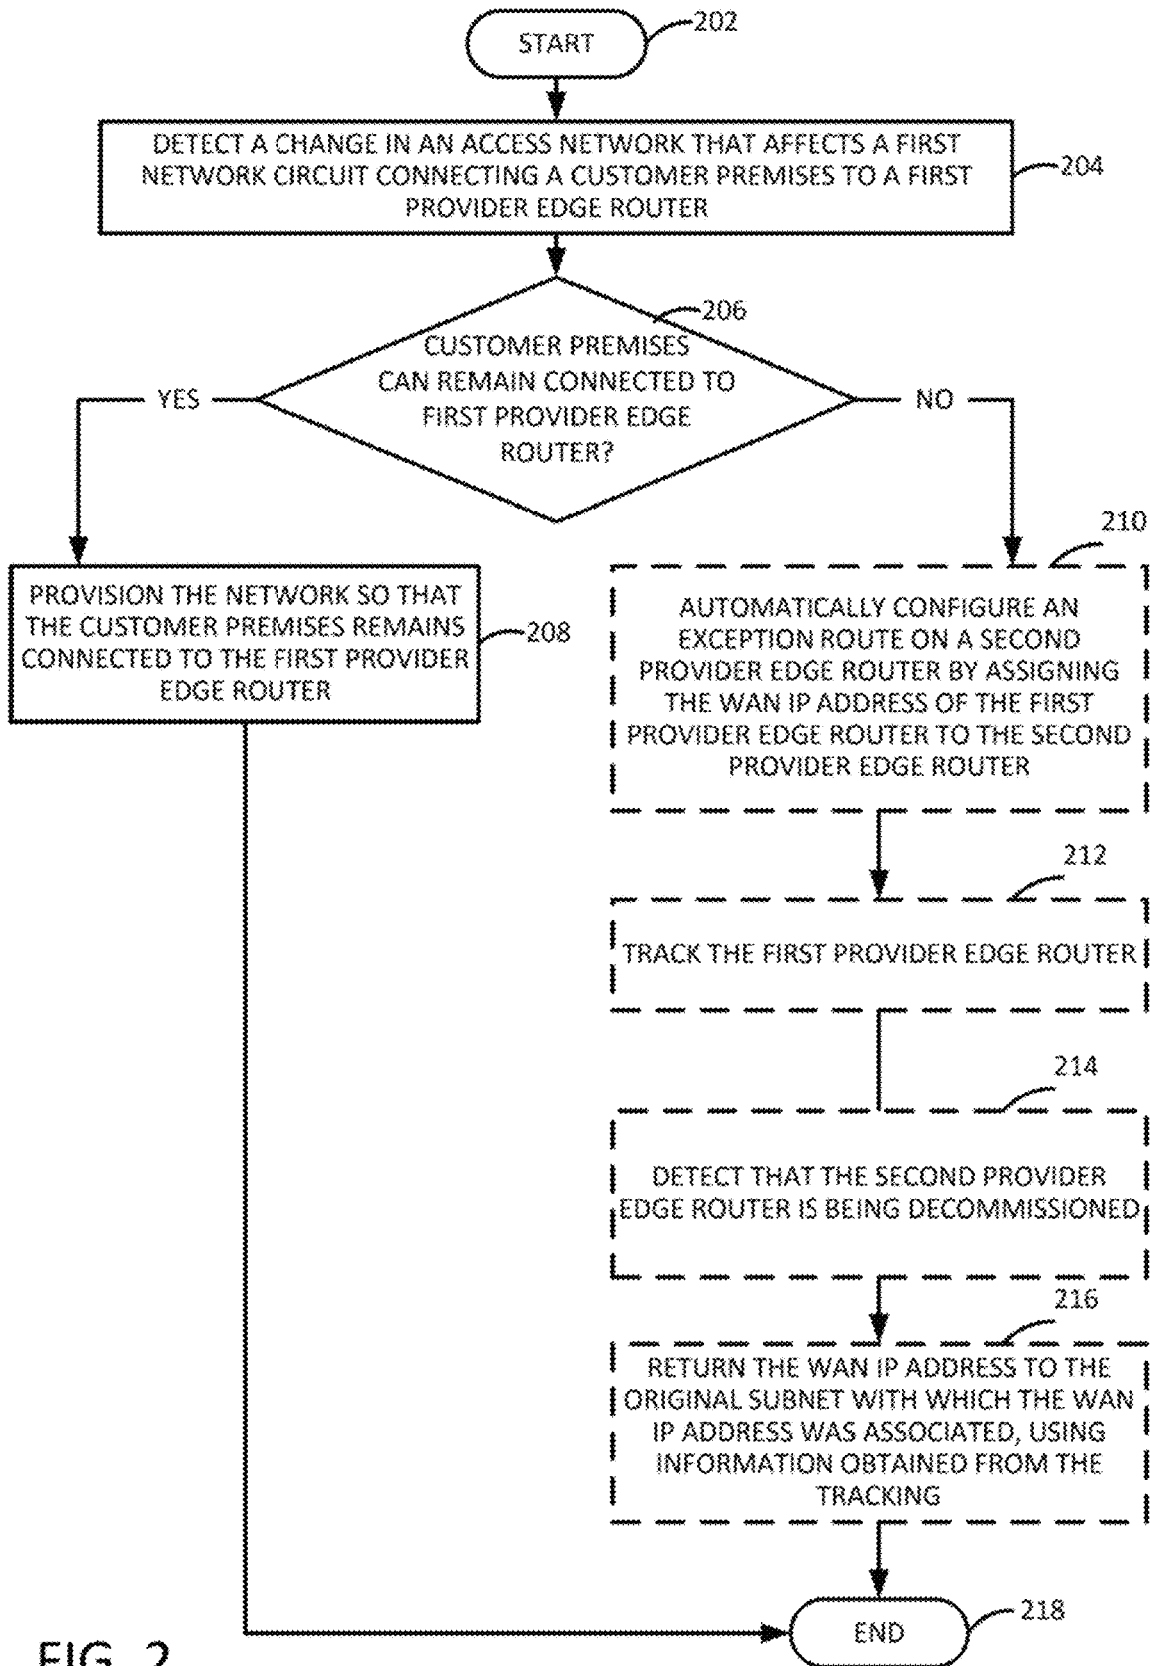 START
202
DETECT A CHANGE IN AN ACCESS NETWORK THAT AFFECTS A FIRST
NETWORK CIRCUIT CONNECTING A CUSTOMER PREMISES TO A FIRST
PROVIDER EDGE ROUTER
204
206
CUSTOMER PREMISES
CAN REMAIN CONNECTED TO
FIRST PROVIDER EDGE
ROUTER?
YES
NO
PROVISION THE NETWORK SO THAT
THE CUSTOMER PREMISES REMAINS
CONNECTED TO THE FIRST PROVIDER
EDGE ROUTER
208
210
AUTOMATICALLY CONFIGURE AN
EXCEPTION ROUTE ON A SECOND
PROVIDER EDGE ROUTER BY ASSIGNING
THE WAN IP ADDRESS OF THE FIRST
PROVIDER EDGE ROUTER TO THE SECOND
PROVIDER EDGE ROUTER
212
TRACK THE FIRST PROVIDER EDGE ROUTER
214
DETECT THAT THE SECOND PROVIDER
EDGE ROUTER IS BEING DECOMMISSIONED
216
RETURN THE WAN IP ADDRESS TO THE
ORIGINAL SUBNET WITH WHICH THE WAN
IP ADDRESS WAS ASSOCIATED, USING
INFORMATION OBTAINED FROM THE
TRACKING
END
218
FIG. 2